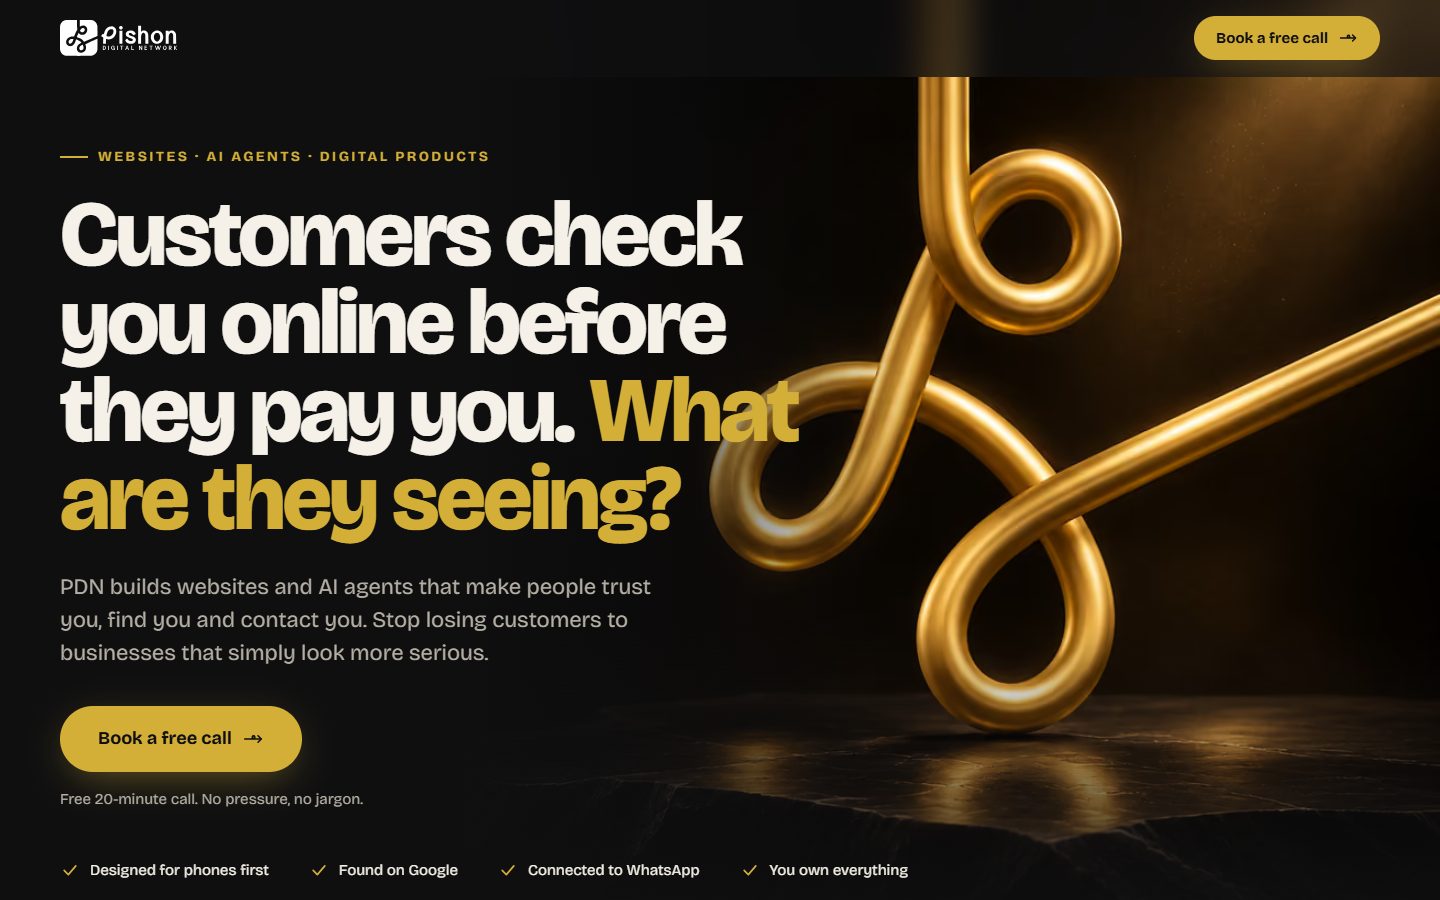 Pishon
DIGITAL NETWORK
Book a free call
WEBSITES · AI AGENTS · DIGITAL PRODUCTS
Customers check
you online before
they pay you. What
are they seeing?
PDN builds websites and AI agents that make people trust
you, find you and contact you. Stop losing customers to
businesses that simply look more serious.
Book a free call
Free 20-minute call. No pressure, no jargon.
Designed for phones first
Found on Google
Connected to WhatsApp
You own everything